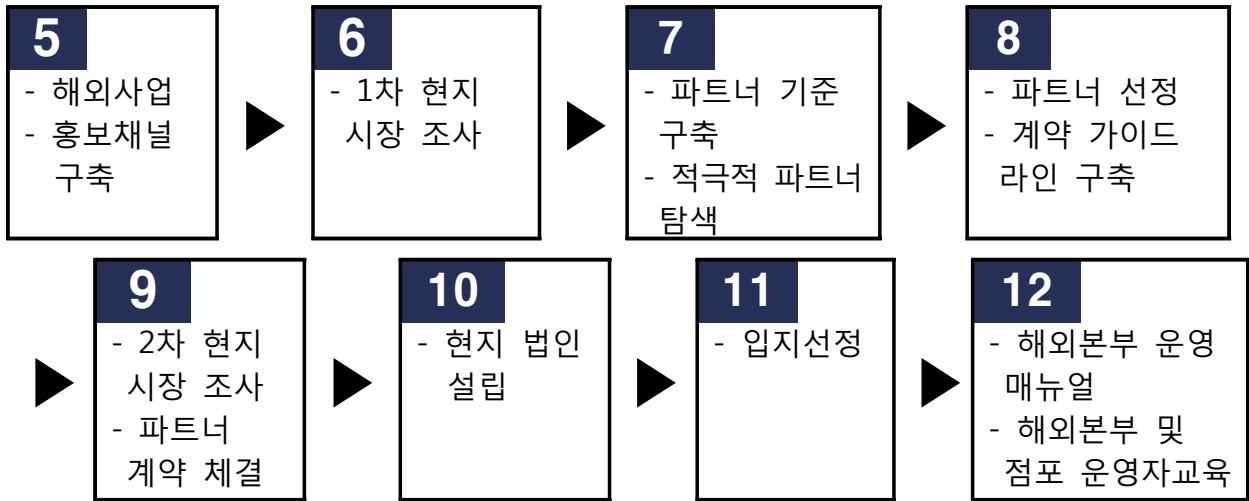 5
- 해외사업
- 홍보채널
구축
6
- 1차 현지
시장 조사
7
- 파트너 기준
구축
- 적극적 파트너
탐색
8
- 파트너 선정
- 계약 가이드
라인 구축
9
- 2차 현지
시장 조사
- 파트너
계약 체결
10
- 현지 법인
설립
11
- 입지선정
12
- 해외본부 운영
매뉴얼
- 해외본부 및
점포 운영자교육